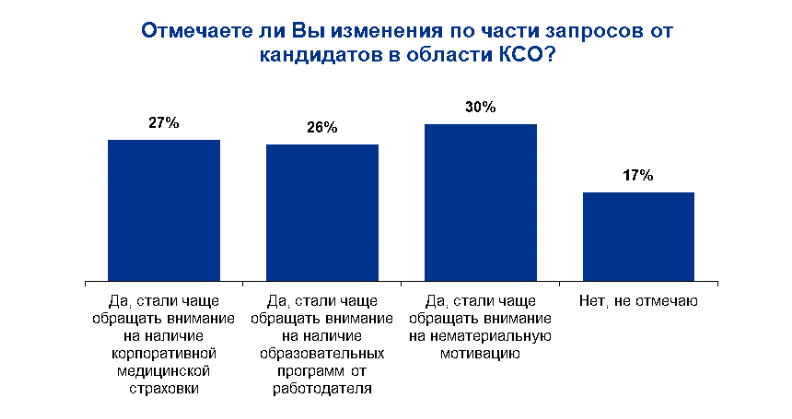 Отмечаете ли Вы изменения по части запросов от
кандидатов в области КСО?
27%
26%
30%
17%
Да, стали чаще
обращать внимание
на наличие
корпоративной
медицинской
страховки
Да, стали чаще
обращать внимание
на наличие
образовательных
программ от
работодателя
Да, стали чаще
обращать внимание
на нематериальную
мотивацию
Нет, не отмечаю